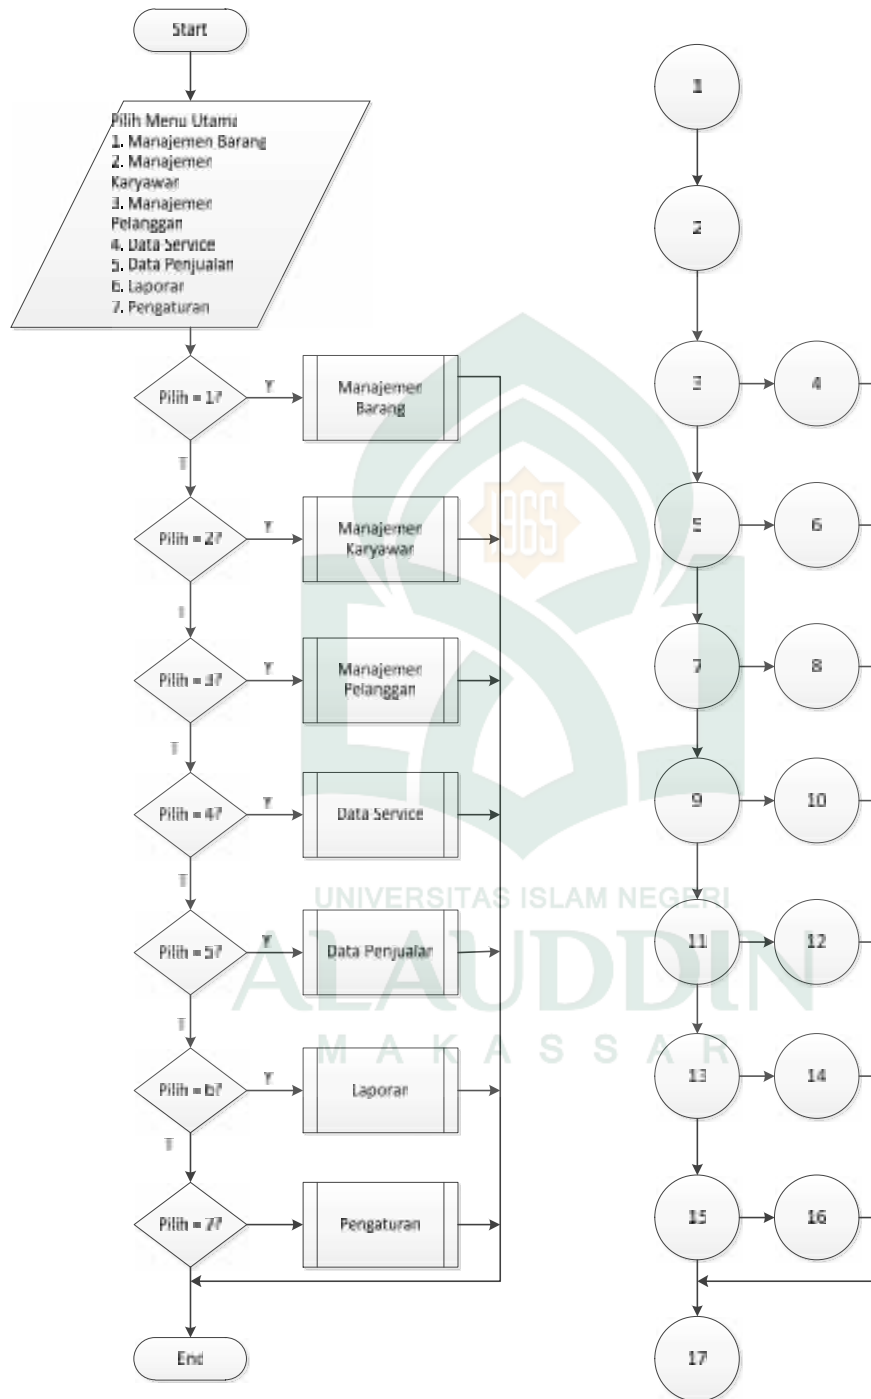 Start
Pilih Menu Utama
1. Manajemen Barang
2. Manajemen
Karyawan
3. Manajemen
Pelanggan
4. Data Service
5. Data Penjualan
6. Laporan
7. Pengaturan
Pilih = 1?
Y
Manajemen
Barang
T
Pilih = 2?
Y
Manajemen
Karyawan
T
Pilih = 3?
Y
Manajemen
Pelanggan
T
Pilih = 4?
Y
Data Service
T
Pilih = 5?
Y
Data Penjualan
T
Pilih = 6?
Y
Laporan
T
Pilih = 7?
Pengaturan
End
1
2
3
4
5
6
7
8
9
10
11
12
13
14
15
16
17
1965
UNIVERSITAS ISLAM NEGERI
ALAUDDIN
MAKASSAR